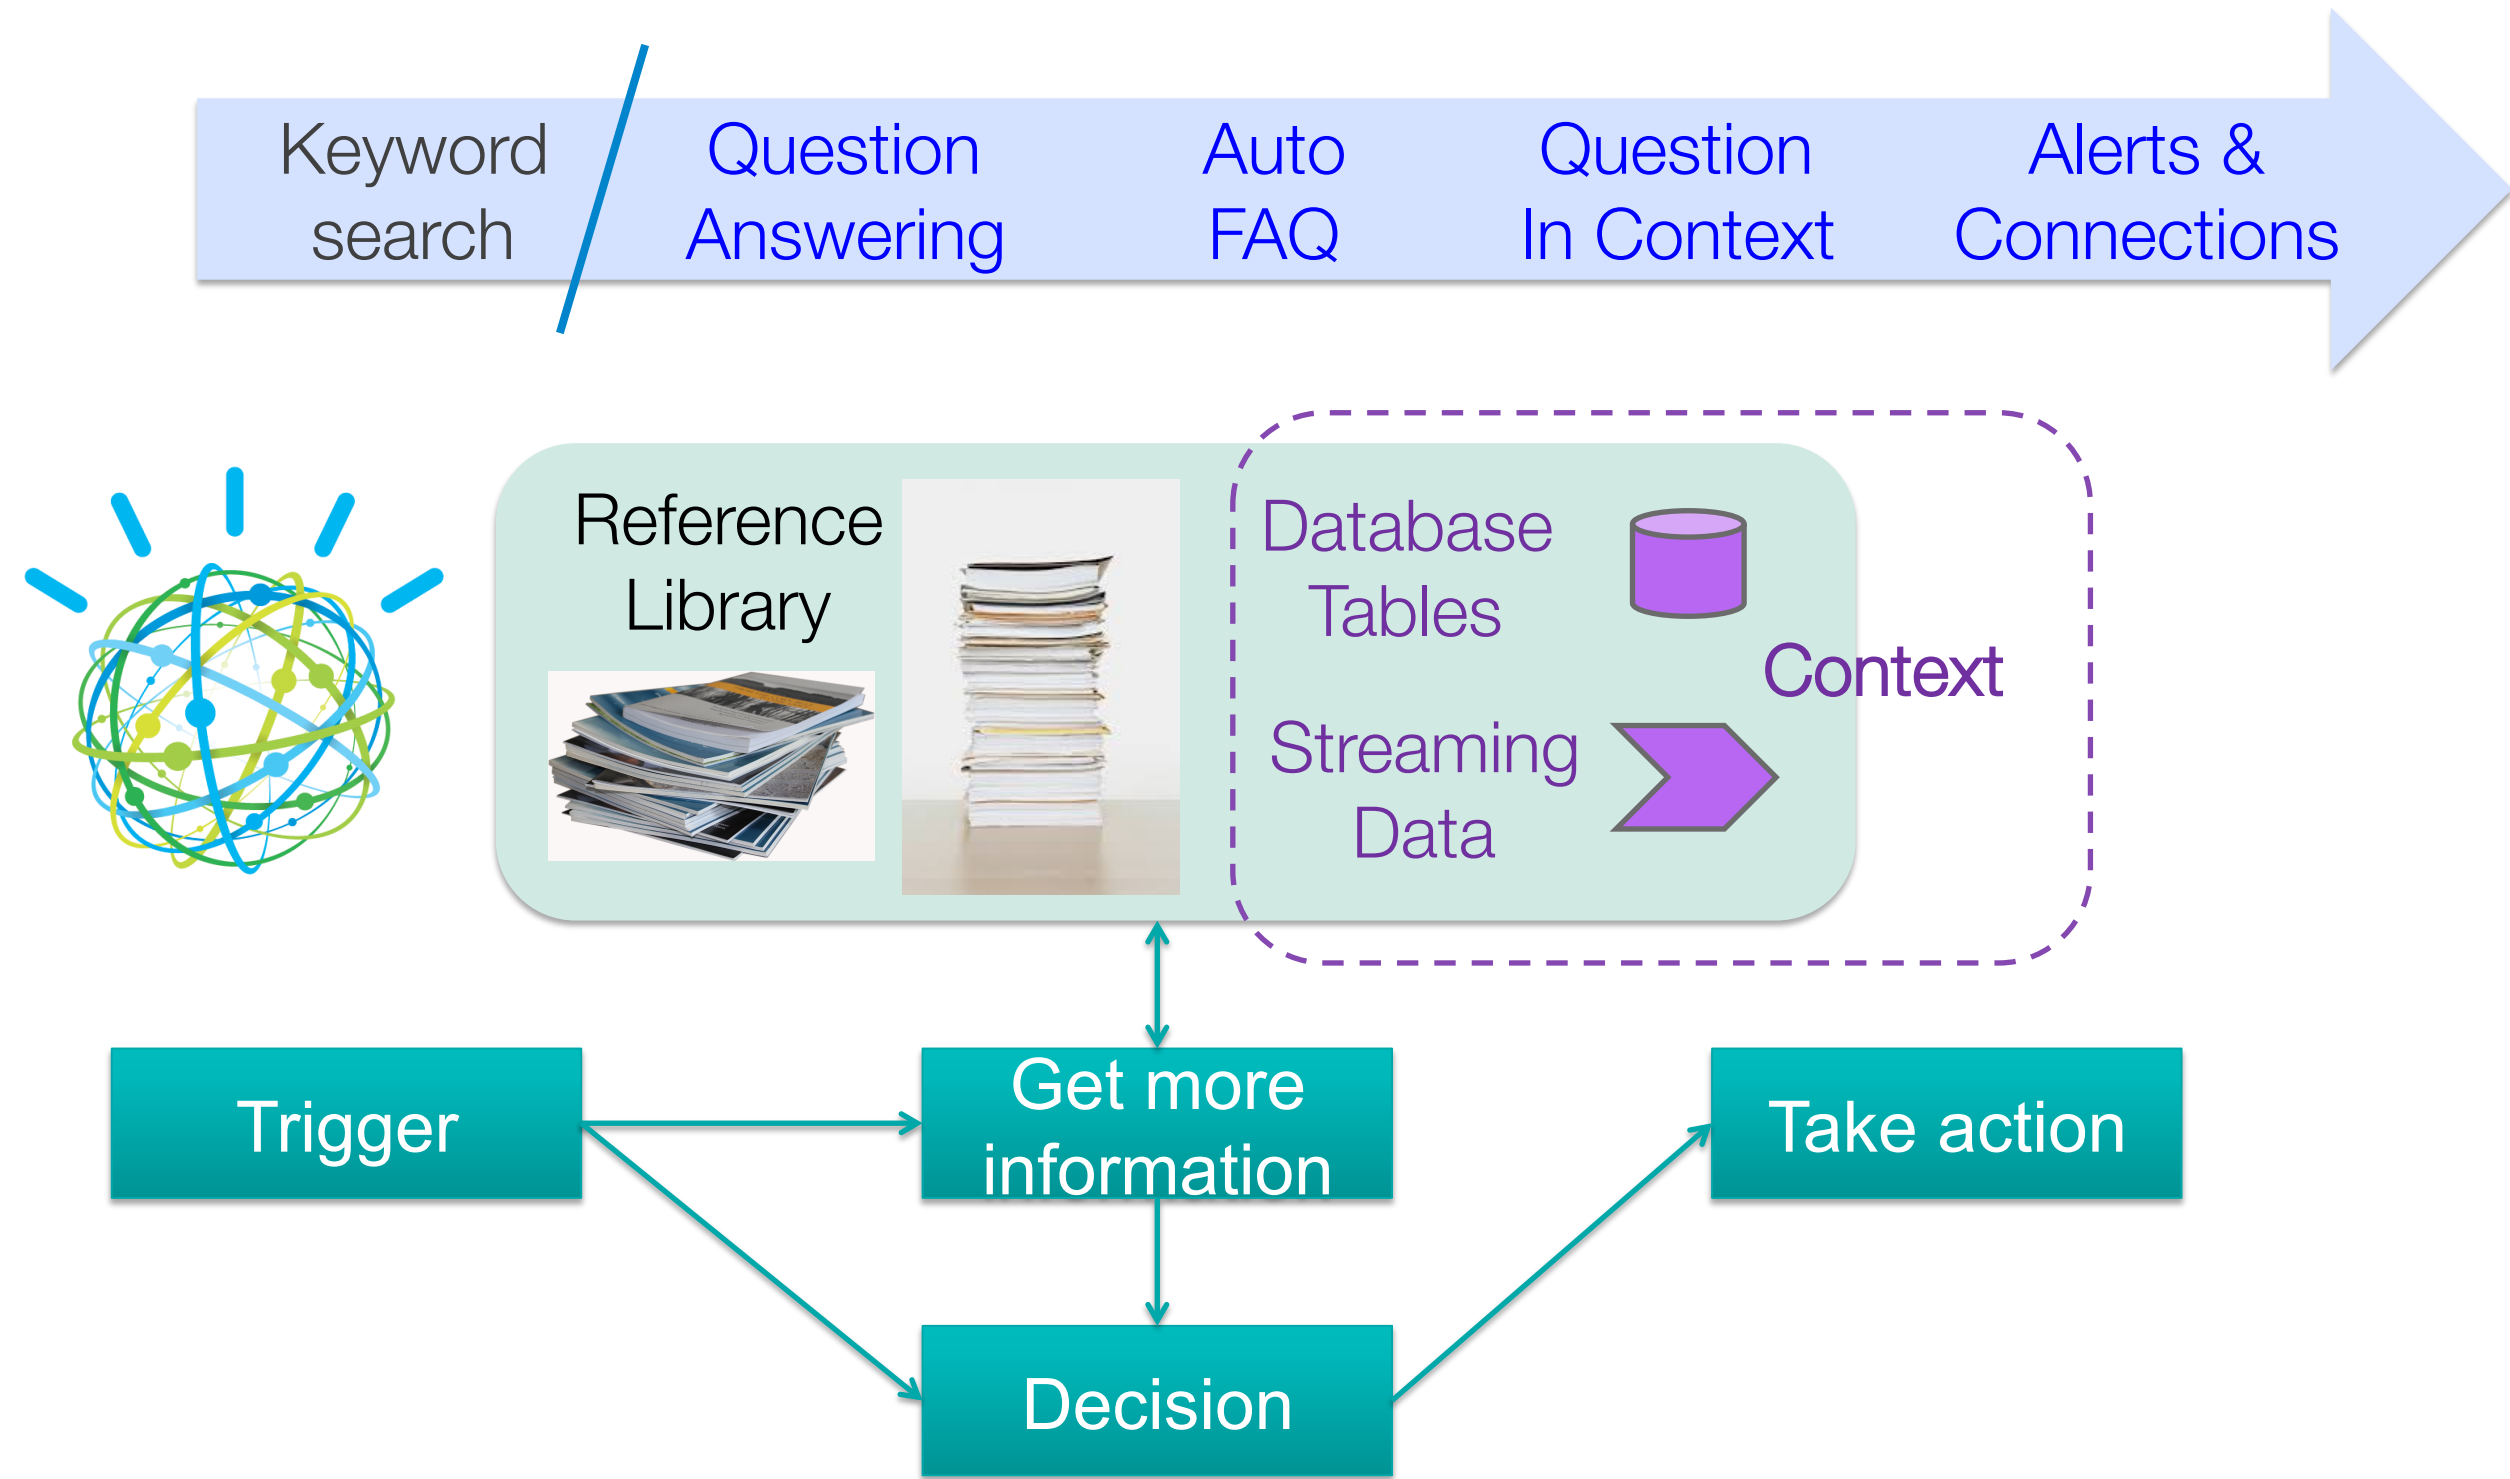 Keyword
search
Question
Answering
Auto
FAQ
Question
In Context
Alerts &
Connections
Reference
Library
Database
Tables
Context
Streaming
Data
Trigger
Get more
information
Take action
Decision